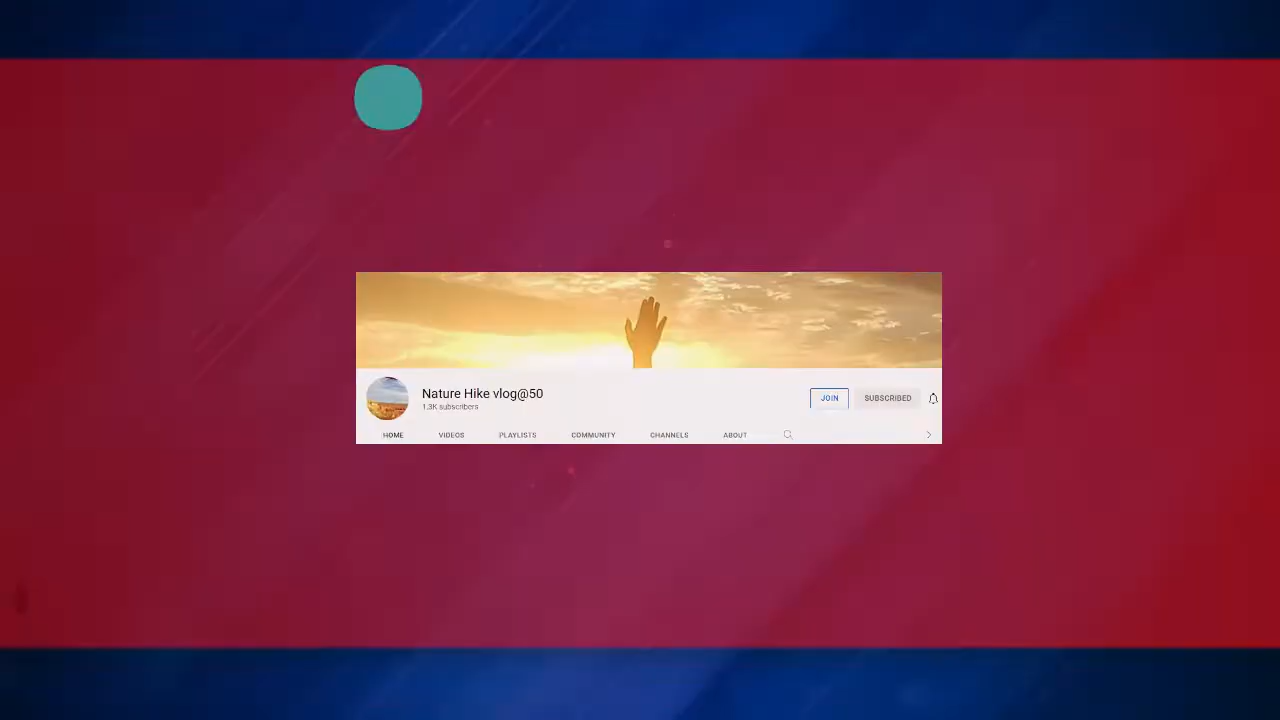 Nature Hike vlog@50
1.3K subscribers
JOIN
SUBSCRIBED
HOME VIDEOS PLAYLISTS COMMUNITY CHANNELS ABOUT